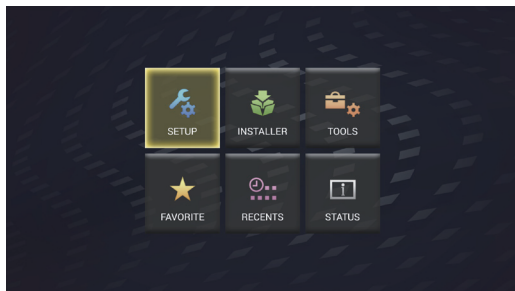 SETUP
INSTALLER
TOOLS
FAVORITE
RECENTS
STATUS